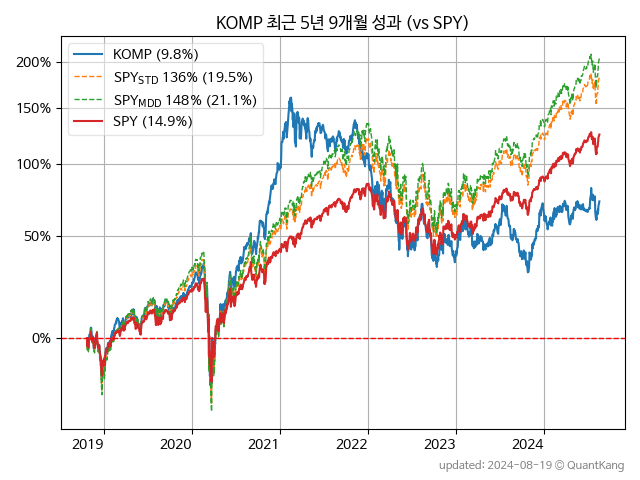 KOMP 최근 5년 9개월 성과 (vs SPY)
KOMP (9.8%)
SPY_STD 136% (19.5%)
SPY_MDD 148% (21.1%)
SPY (14.9%)
200%
150%
100%
50%
0%
2019 2020 2021 2022 2023 2024
updated: 2024-08-19 © QuantKang